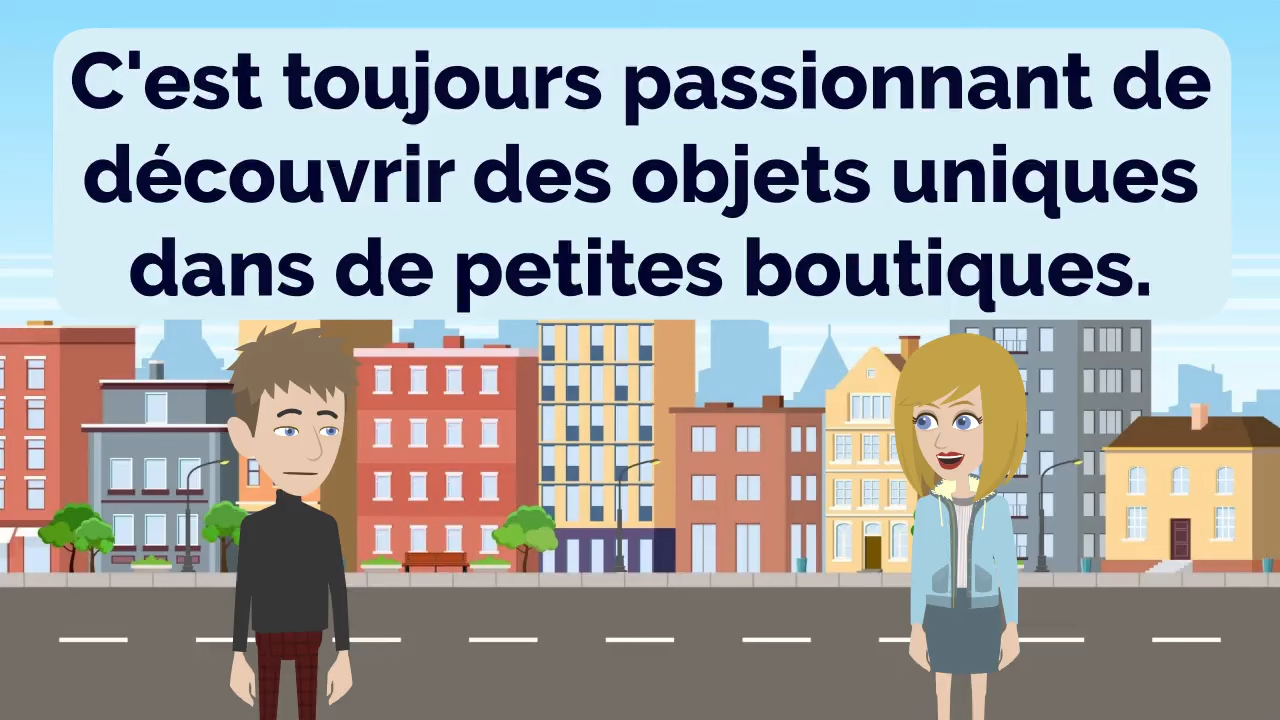 C'est toujours passionnant de
découvrir des objets uniques
dans de petites boutiques.